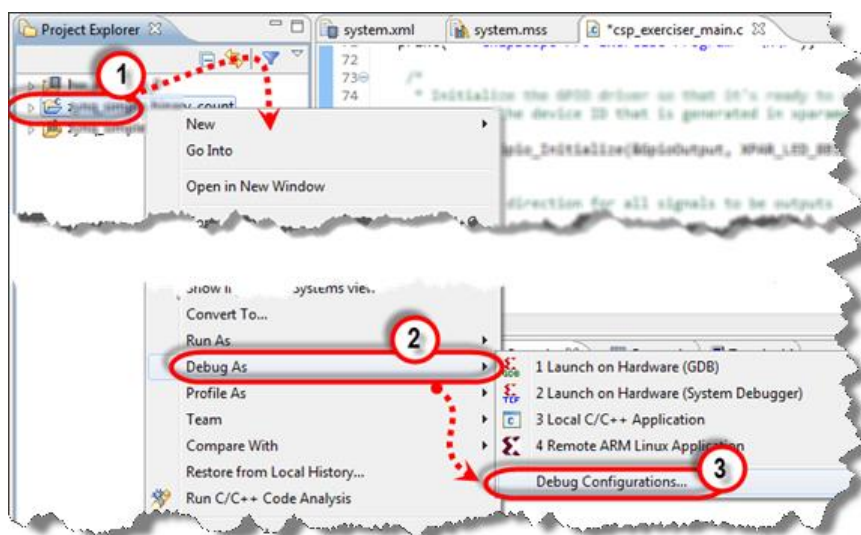 Project Explorer
system.xml
system.mss
*csp_exerciser_main.c
72
73
/*
74
* Initialize the GPIO driver so that it's ready to
the device ID that is generated in
1
count
New
Go Into
Open in New Window
direction for all signals to be outputs
Convert To...
Run As
2
Debug As
1 Launch on Hardware (GDB)
Profile As
2 Launch on Hardware (System Debugger)
Team
3 Local C/C++ Application
Compare With
4 Remote ARM Linux Application
3
Restore from Local History...
Debug Configurations...
Run C/C++ Code Analysis